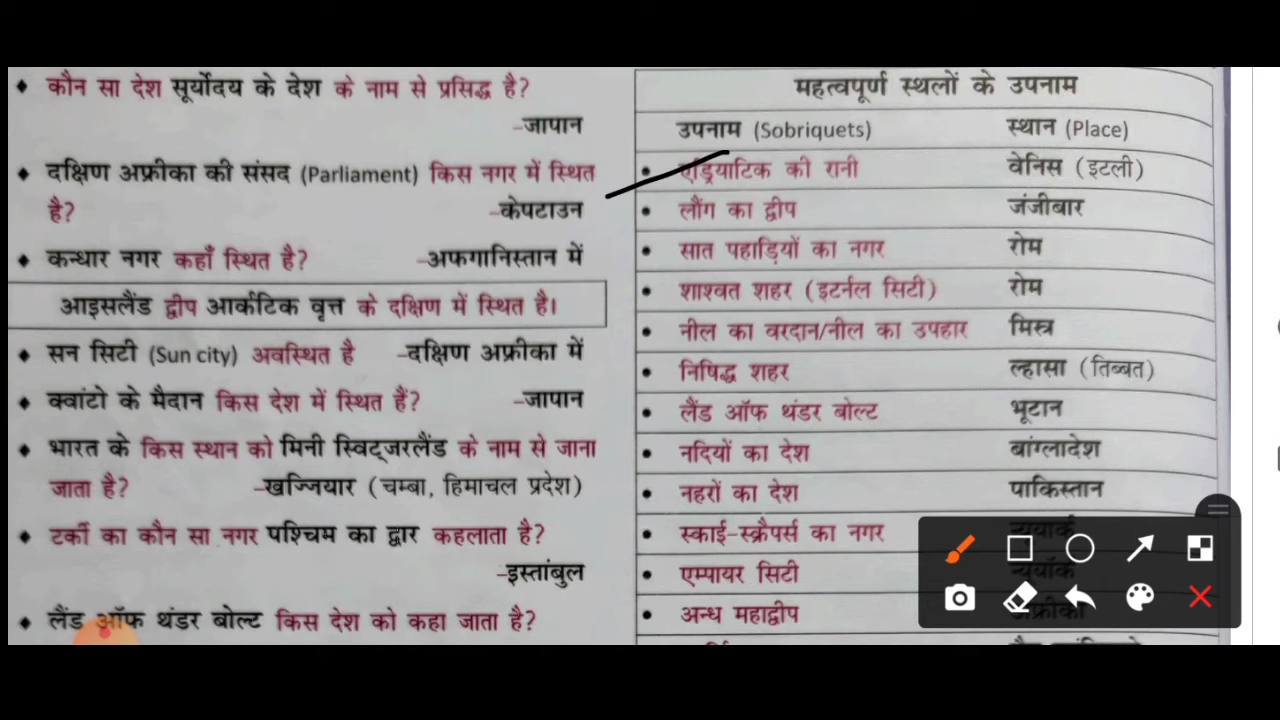 ♦ कौन सा देश सूर्योदय के देश के नाम से प्रसिद्ध है?
–जापान
♦ दक्षिण अफ्रीका की संसद (Parliament) किस नगर में स्थित
है? –केपटाउन
♦ कन्धार नगर कहाँ स्थित है? –अफगानिस्तान में
आइसलैंड द्वीप आर्कटिक वृत्त के दक्षिण में स्थित है।
♦ सन सिटी (Sun city) अवस्थित है –दक्षिण अफ्रीका में
♦ क्वांटो के मैदान किस देश में स्थित हैं? –जापान
♦ भारत के किस स्थान को मिनी स्विट्जरलैंड के नाम से जाना
जाता है? –खज्जियार (चम्बा, हिमाचल प्रदेश)
♦ टर्की का कौन सा नगर पश्चिम का द्वार कहलाता है?
–इस्तांबुल
♦ लैंड ऑफ थंडर बोल्ट किस देश को कहा जाता है?
महत्वपूर्ण स्थलों के उपनाम
उपनाम (Sobriquets) स्थान (Place)
• एड्रियाटिक की रानी वेनिस (इटली)
• लौंग का द्वीप जंजीबार
• सात पहाड़ियों का नगर रोम
• शाश्वत शहर (इटर्नल सिटी) रोम
• नील का वरदान/नील का उपहार मिस्त्र
• निषिद्ध शहर ल्हासा (तिब्बत)
• लैंड ऑफ थंडर बोल्ट भूटान
• नदियों का देश बांग्लादेश
• नहरों का देश पाकिस्तान
• स्काई-स्क्रैपर्स का नगर
• एम्पायर सिटी
• अन्ध महाद्वीप अफ्रीका